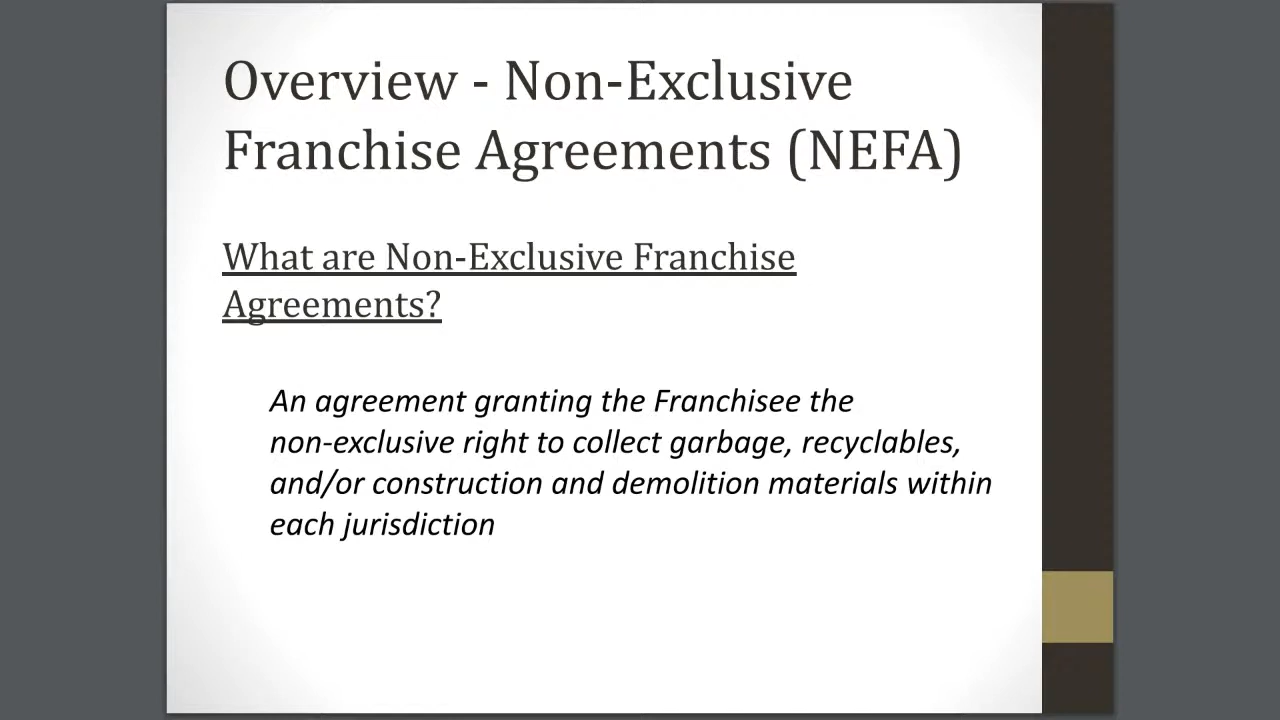 Overview - Non-Exclusive
Franchise Agreements (NEFA)
What are Non-Exclusive Franchise
Agreements?
An agreement granting the Franchisee the
non-exclusive right to collect garbage, recyclables,
and/or construction and demolition materials within
each jurisdiction